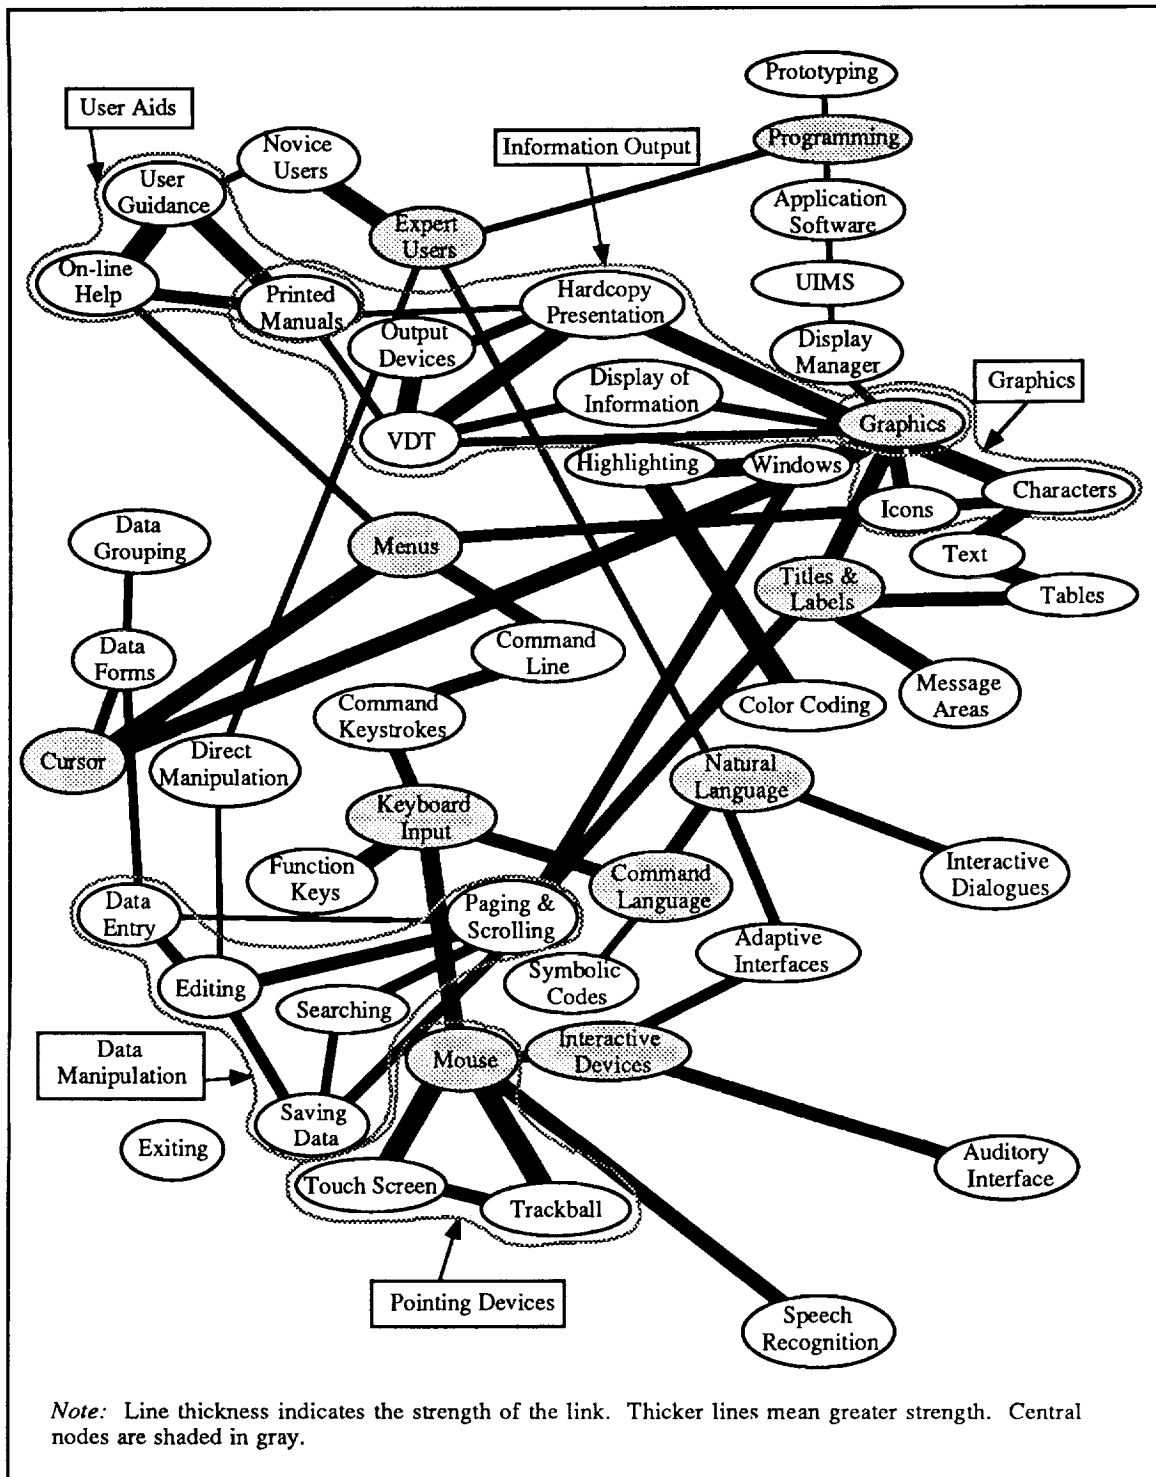 Prototyping
User Aids
Programming
Novice
Users
Information Output
User
Guidance
Application
Software
Expert
Users
On-line
Help
UIMS
Printed
Manuals
Hardcopy
Presentation
Output
Devices
Display
Manager
Display of
Information
Graphics
Graphics
VDT
Highlighting
Windows
Characters
Icons
Data
Grouping
Menus
Text
Titles &
Labels
Tables
Data
Forms
Command
Line
Message
Areas
Command
Keystrokes
Color Coding
Cursor
Direct
Manipulation
Natural
Language
Keyboard
Input
Function
Keys
Command
Language
Interactive
Dialogues
Data
Entry
Paging &
Scrolling
Adaptive
Interfaces
Symbolic
Codes
Editing
Searching
Data
Manipulation
Mouse
Interactive
Devices
Saving
Data
Exiting
Auditory
Interface
Touch Screen
Trackball
Pointing Devices
Speech
Recognition
Note: Line thickness indicates the strength of the link. Thicker lines mean greater strength. Central
nodes are shaded in gray.